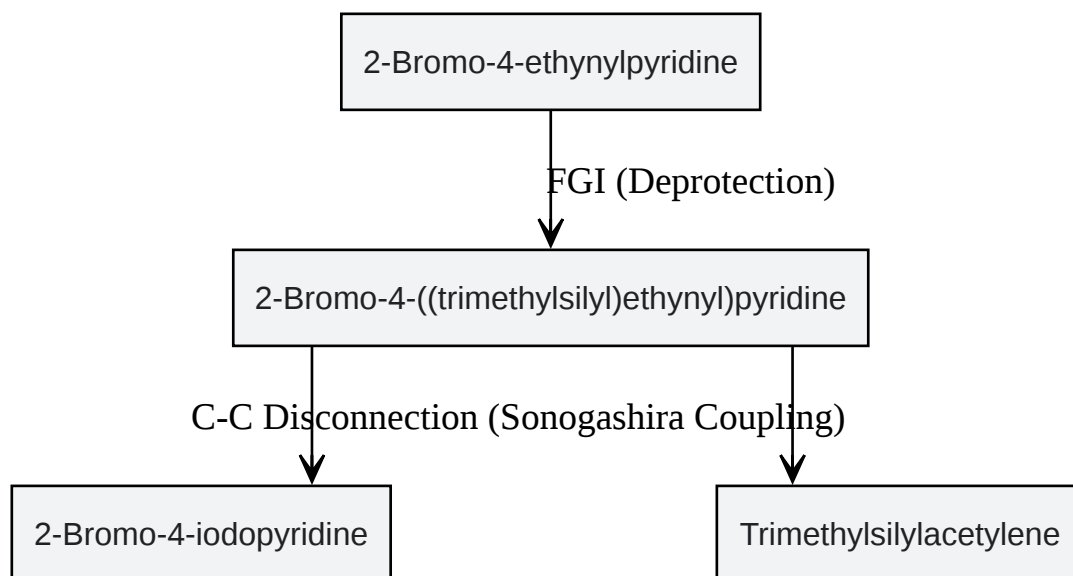 2-Bromo-4-ethynylpyridine
FGI (Deprotection)
2-Bromo-4-((trimethylsilyl)ethynyl)pyridine
C-C Disconnection (Sonogashira Coupling)
2-Bromo-4-iodopyridine
Trimethylsilylacetylene